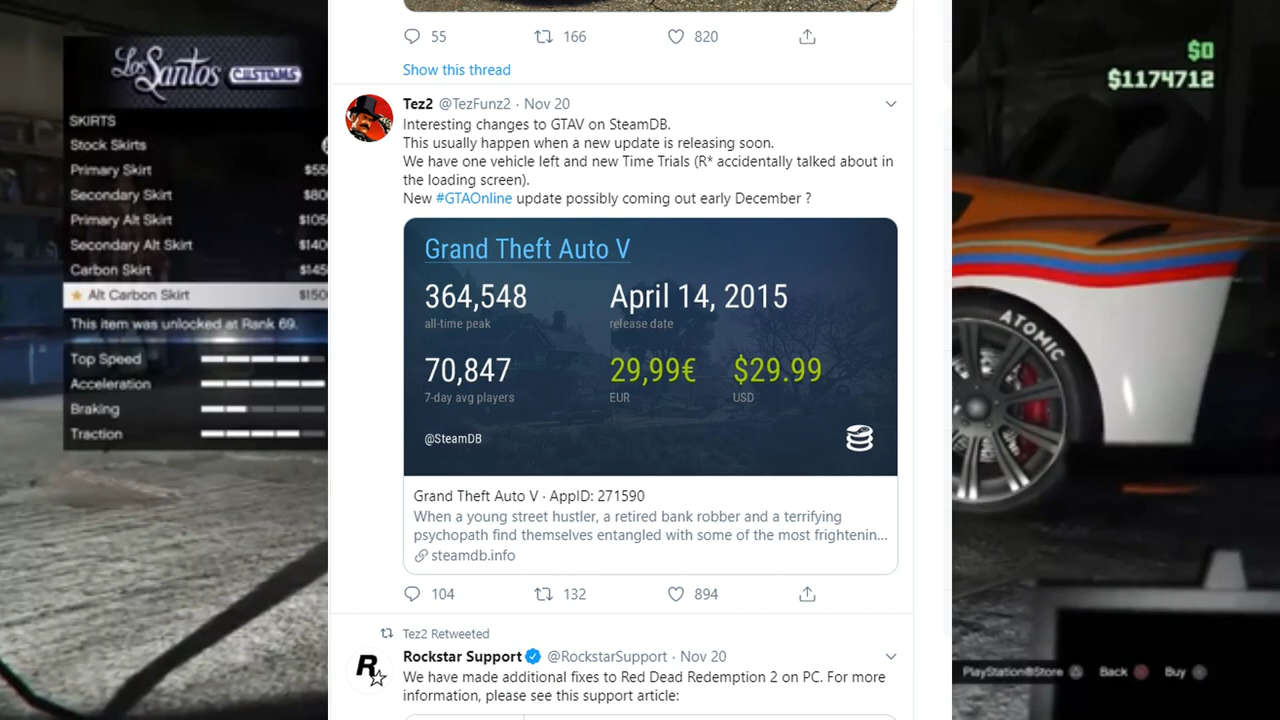 Los Santos CUSTOMS
SKIRTS
Stock Skirts
Primary Skirt $55
Secondary Skirt $80
Primary Alt Skirt $105
Secondary Alt Skirt $140
Carbon Skirt $145
Alt Carbon Skirt $150
This item was unlocked at Rank 69.
Top Speed
Acceleration
Braking
Traction
55 166 820
Show this thread
Tez2 @TezFunz2 · Nov 20
Interesting changes to GTAV on SteamDB.
This usually happen when a new update is releasing soon.
We have one vehicle left and new Time Trials (R* accidentally talked about in
the loading screen).
New #GTAOnline update possibly coming out early December ?
Grand Theft Auto V
364,548 April 14, 2015
all-time peak release date
70,847 29,99€ $29.99
7-day avg players EUR USD
@SteamDB
Grand Theft Auto V · AppID: 271590
When a young street hustler, a retired bank robber and a terrifying
psychopath find themselves entangled with some of the most frightenin...
steamdb.info
104 132 894
Tez2 Retweeted
Rockstar Support @RockstarSupport · Nov 20
We have made additional fixes to Red Dead Redemption 2 on PC. For more
information, please see this support article:
$0
$1174712
ATOMIC
PlayStation®Store Back Buy